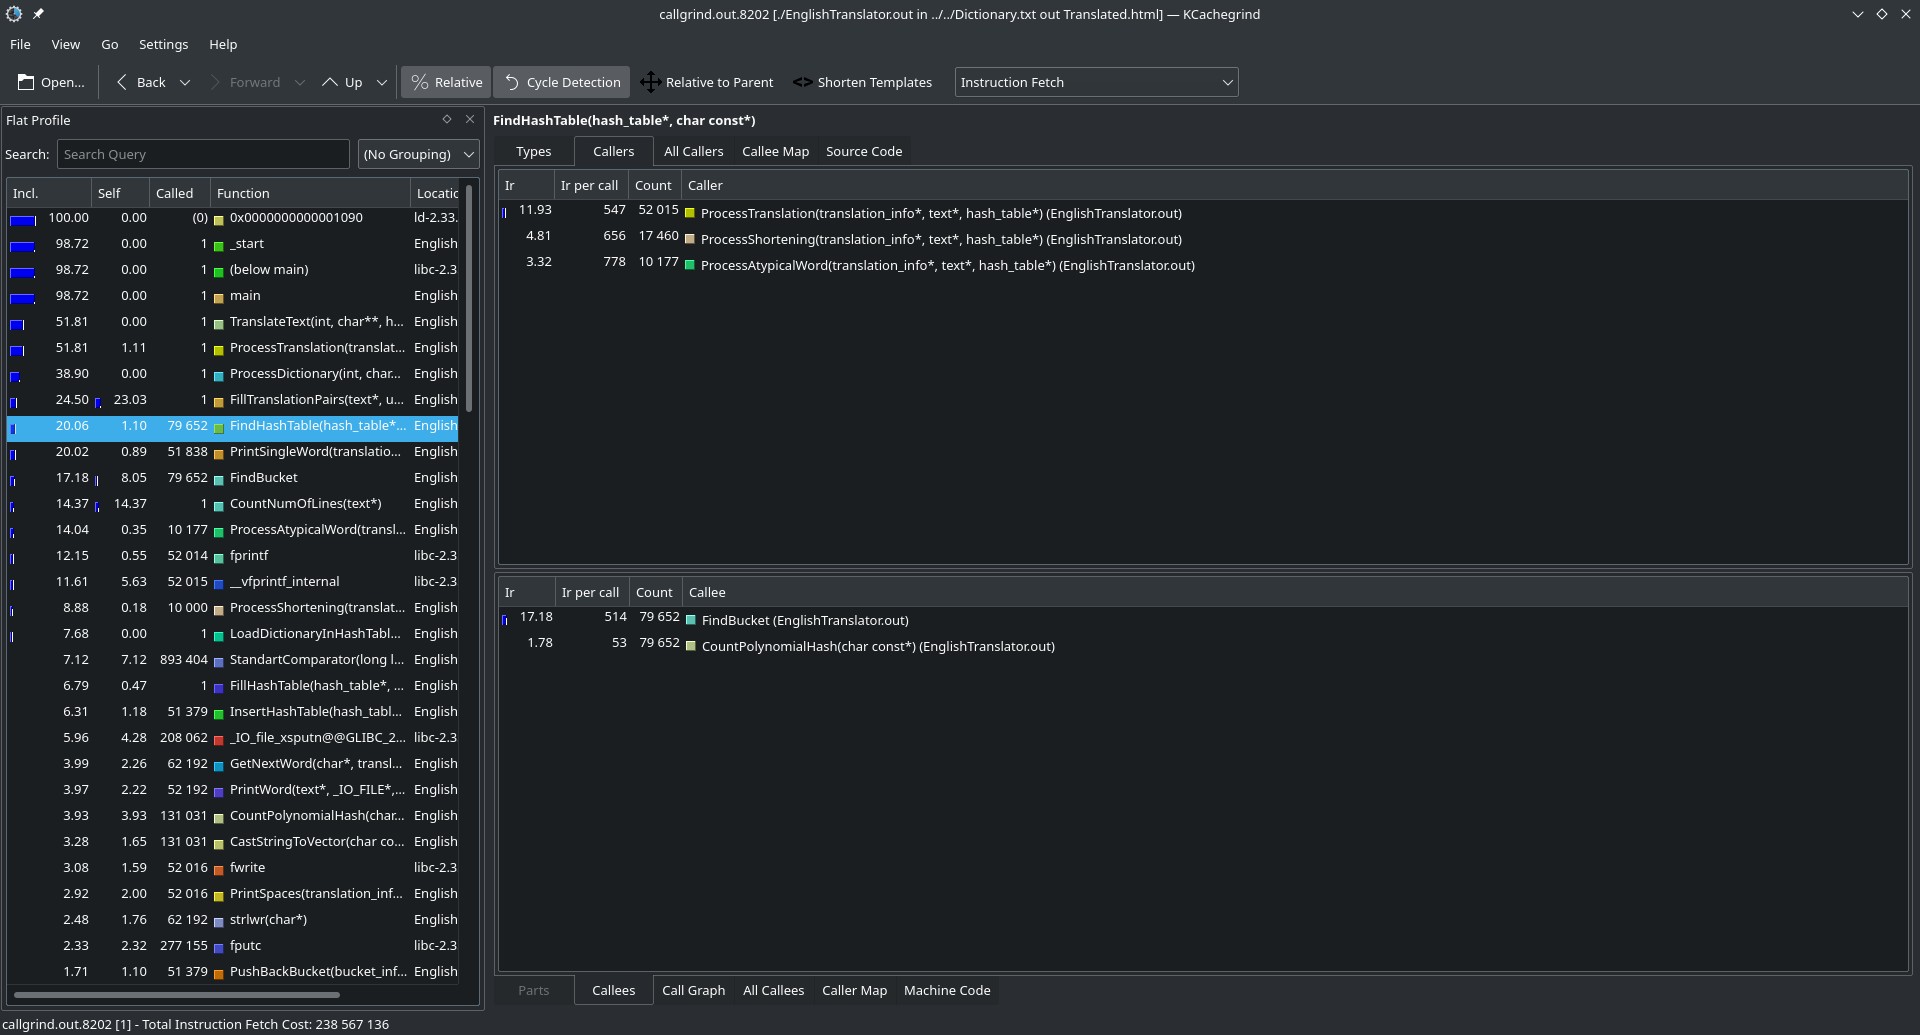 callgrind.out.8202 [./EnglishTranslator.out in ../../Dictionary.txt out Translated.html] — KCachegrind
File View Go Settings Help
Open... Back Forward Up Relative Cycle Detection Relative to Parent <> Shorten Templates Instruction Fetch
Flat Profile
Search: Search Query (No Grouping)
Incl. Self Called Function Locatic
100.00 0.00 (0) 0x0000000000001090 ld-2.33.
98.72 0.00 1 _start English
98.72 0.00 1 (below main) libc-2.3
98.72 0.00 1 main English
51.81 0.00 1 TranslateText(int, char**, h... English
51.81 1.11 1 ProcessTranslation(translat... English
38.90 0.00 1 ProcessDictionary(int, char... English
24.50 23.03 1 FillTranslationPairs(text*, u... English
20.06 1.10 79 652 FindHashTable(hash_table*... English
20.02 0.89 51 838 PrintSingleWord(translatio... English
17.18 8.05 79 652 FindBucket English
14.37 14.37 1 CountNumOfLines(text*) English
14.04 0.35 10 177 ProcessAtypicalWord(transl... English
12.15 0.55 52 014 fprintf libc-2.3
11.61 5.63 52 015 __vfprintf_internal libc-2.3
8.88 0.18 10 000 ProcessShortening(translat... English
7.68 0.00 1 LoadDictionaryInHashTabl... English
7.12 7.12 893 404 StandartComparator(long l... English
6.79 0.47 1 FillHashTable(hash_table*, ... English
6.31 1.18 51 379 InsertHashTable(hash_tabl... English
5.96 4.28 208 062 _IO_file_xsputn@@GLIBC_2... libc-2.3
3.99 2.26 62 192 GetNextWord(char*, transl... English
3.97 2.22 52 192 PrintWord(text*, _IO_FILE*,... English
3.93 3.93 131 031 CountPolynomialHash(char... English
3.28 1.65 131 031 CastStringToVector(char co... English
3.08 1.59 52 016 fwrite libc-2.3
2.92 2.00 52 016 PrintSpaces(translation_inf... English
2.48 1.76 62 192 strlwr(char*) English
2.33 2.32 277 155 fputc libc-2.3
1.71 1.10 51 379 PushBackBucket(bucket_inf... English
FindHashTable(hash_table*, char const*)
Types Callers All Callers Callee Map Source Code
Ir Ir per call Count Caller
11.93 547 52 015 ProcessTranslation(translation_info*, text*, hash_table*) (EnglishTranslator.out)
4.81 656 17 460 ProcessShortening(translation_info*, text*, hash_table*) (EnglishTranslator.out)
3.32 778 10 177 ProcessAtypicalWord(translation_info*, text*, hash_table*) (EnglishTranslator.out)
Ir Ir per call Count Callee
17.18 514 79 652 FindBucket (EnglishTranslator.out)
1.78 53 79 652 CountPolynomialHash(char const*) (EnglishTranslator.out)
Parts Callees Call Graph All Callees Caller Map Machine Code
callgrind.out.8202 [1] - Total Instruction Fetch Cost: 238 567 136